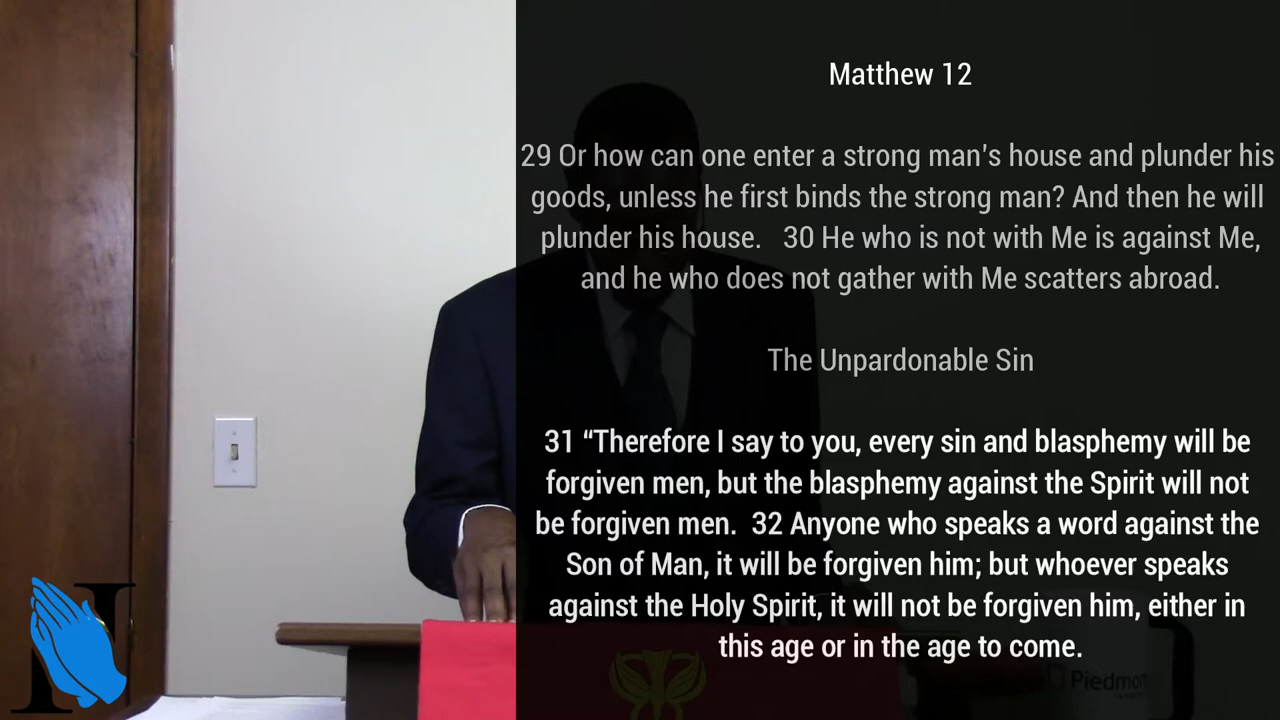 Matthew 12
29 Or how can one enter a strong man's house and plunder his
goods, unless he first binds the strong man? And then he will
plunder his house. 30 He who is not with Me is against Me,
and he who does not gather with Me scatters abroad.
The Unpardonable Sin
31 “Therefore I say to you, every sin and blasphemy will be
forgiven men, but the blasphemy against the Spirit will not
be forgiven men. 32 Anyone who speaks a word against the
Son of Man, it will be forgiven him; but whoever speaks
against the Holy Spirit, it will not be forgiven him, either in
this age or in the age to come.
N